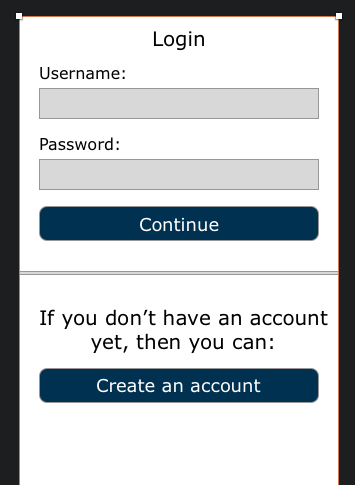 Login
Username:
Password:
Continue
If you don’t have an account
yet, then you can:
Create an account